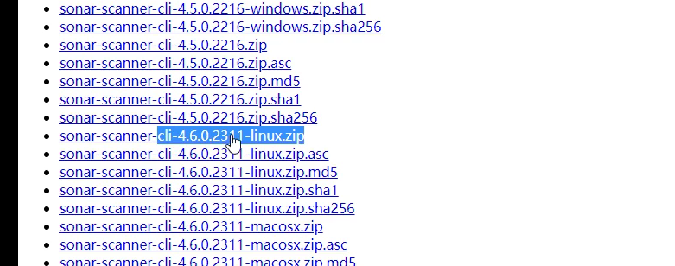 sonar-scanner-cli-4.5.0.2216-windows.zip.sha1
sonar-scanner-cli-4.5.0.2216-windows.zip.sha256
sonar-scanner-cli-4.5.0.2216.zip
sonar-scanner-cli-4.5.0.2216.zip.asc
sonar-scanner-cli-4.5.0.2216.zip.md5
sonar-scanner-cli-4.5.0.2216.zip.sha1
sonar-scanner-cli-4.5.0.2216.zip.sha256
sonar-scanner-cli-4.6.0.2311-linux.zip
sonar-scanner-cli-4.6.0.2311-linux.zip.asc
sonar-scanner-cli-4.6.0.2311-linux.zip.md5
sonar-scanner-cli-4.6.0.2311-linux.zip.sha1
sonar-scanner-cli-4.6.0.2311-linux.zip.sha256
sonar-scanner-cli-4.6.0.2311-macosx.zip
sonar-scanner-cli-4.6.0.2311-macosx.zip.asc
sonar-scanner-cli-4.6.0.2311-macosx.zip.md5